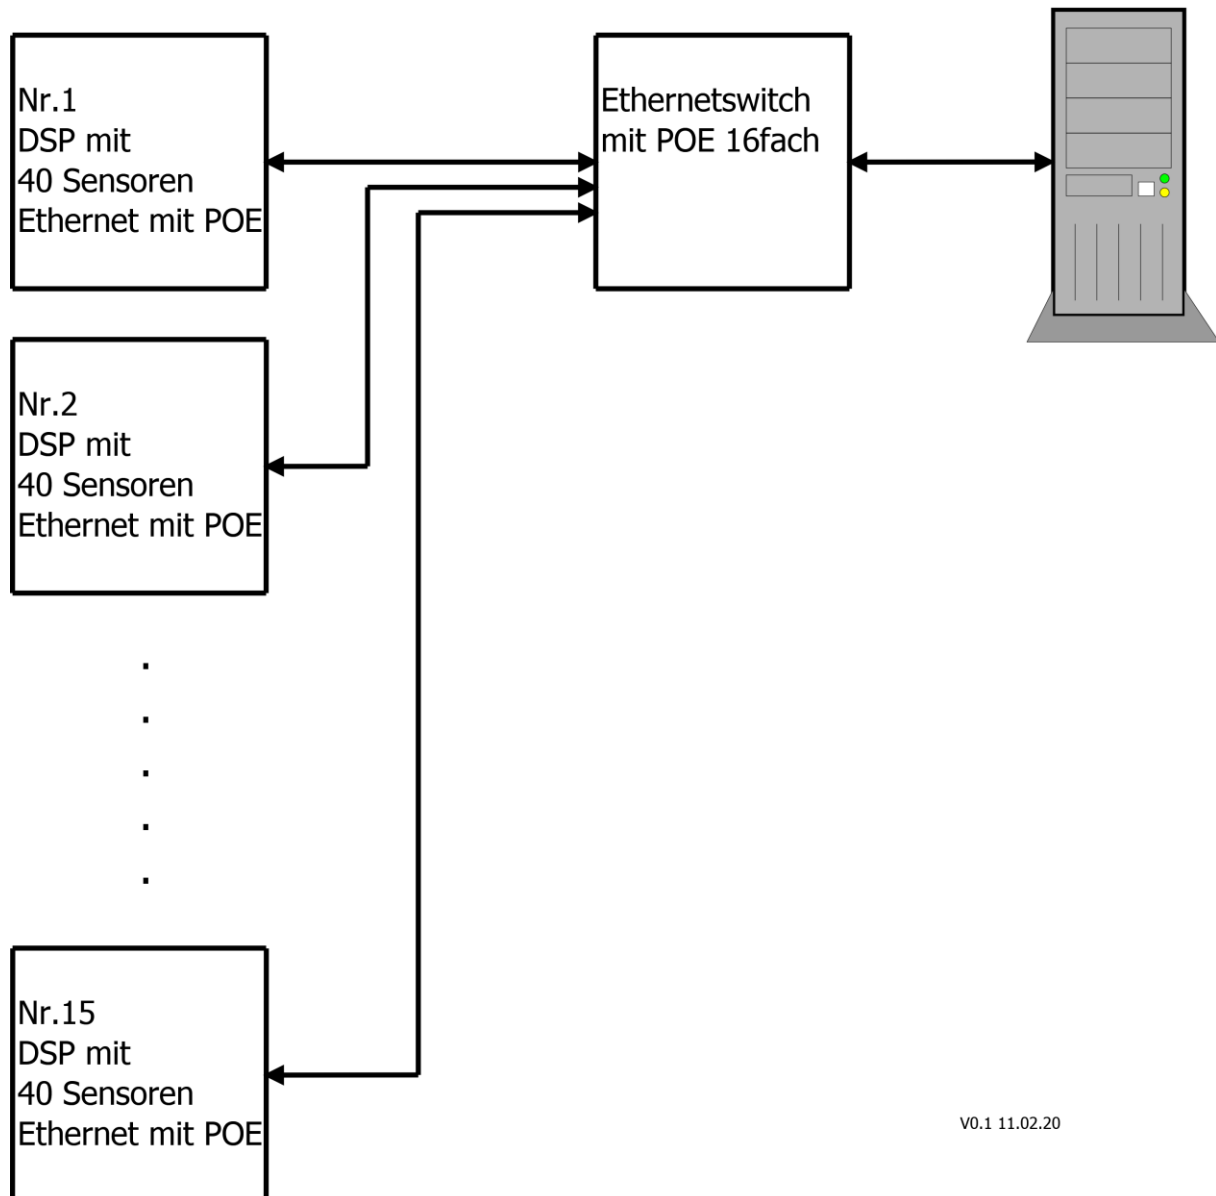 Nr.1
DSP mit
40 Sensoren
Ethernet mit POE
Ethernetswitch
mit POE 16fach
Nr.2
DSP mit
40 Sensoren
Ethernet mit POE
.
.
.
.
.
Nr.15
DSP mit
40 Sensoren
Ethernet mit POE
V0.1 11.02.20